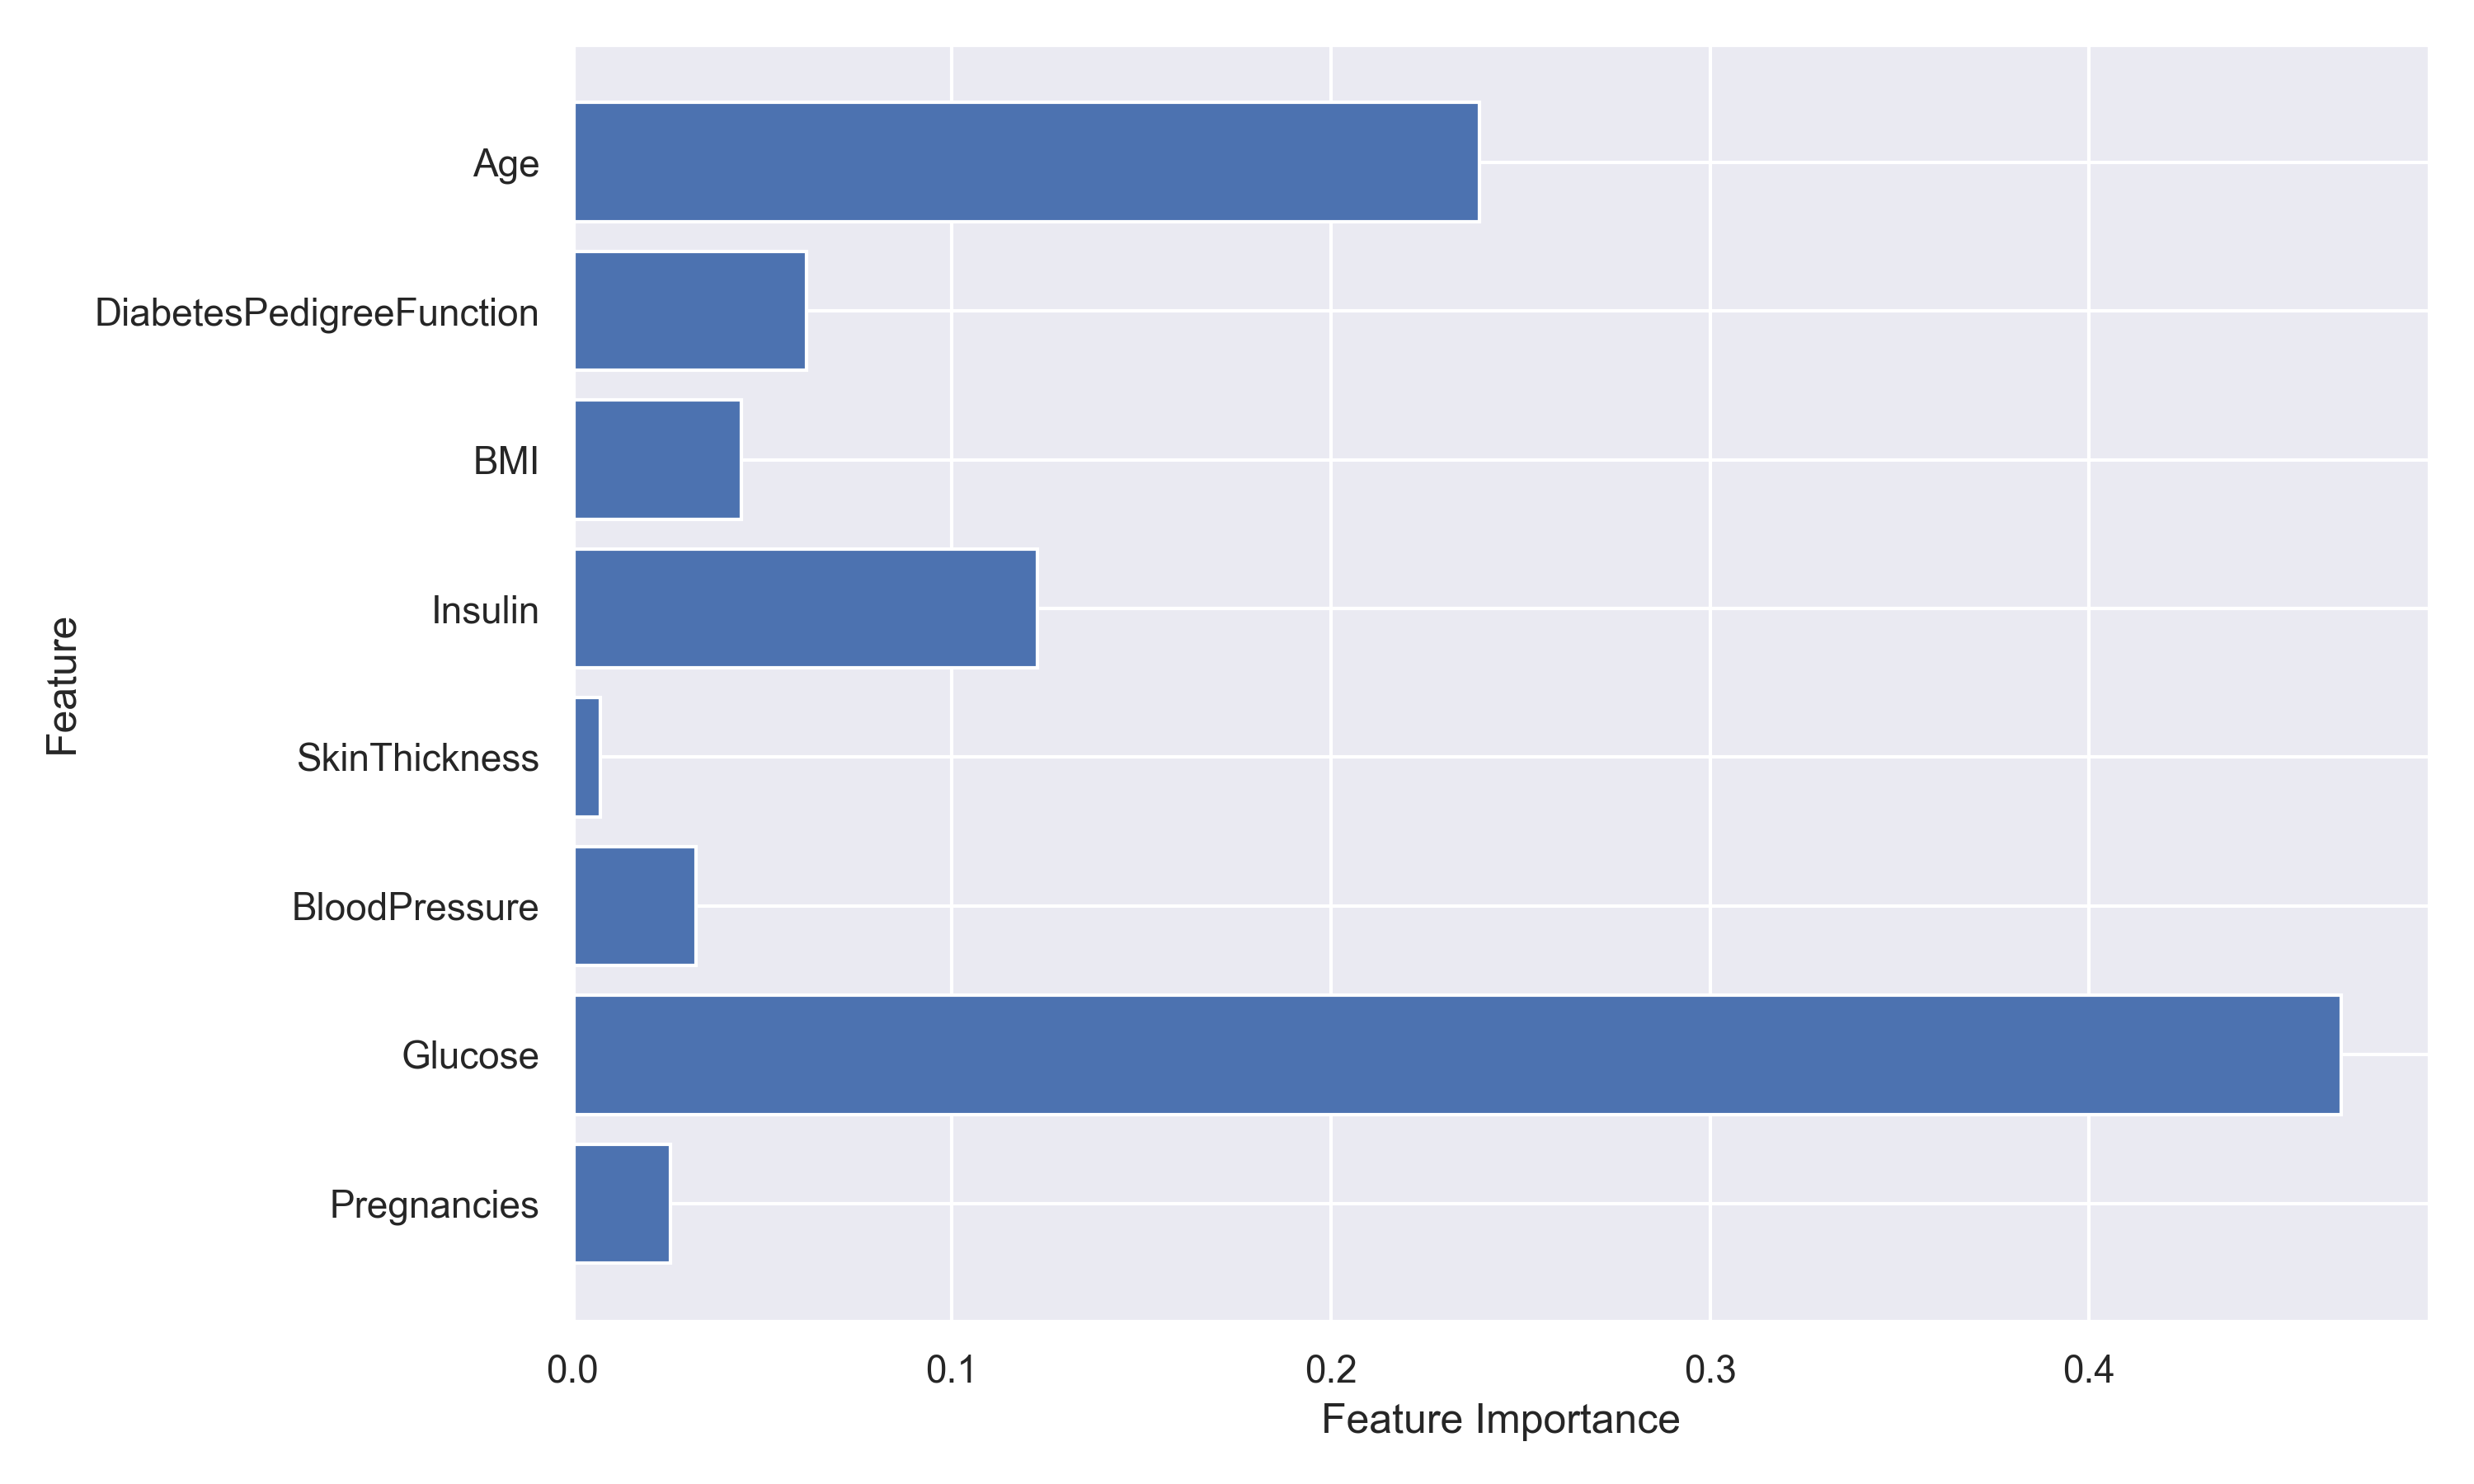 Feature
Age
DiabetesPedigreeFunction
BMI
Insulin
SkinThickness
BloodPressure
Glucose
Pregnancies
0.0 0.1 0.2 0.3 0.4
Feature Importance